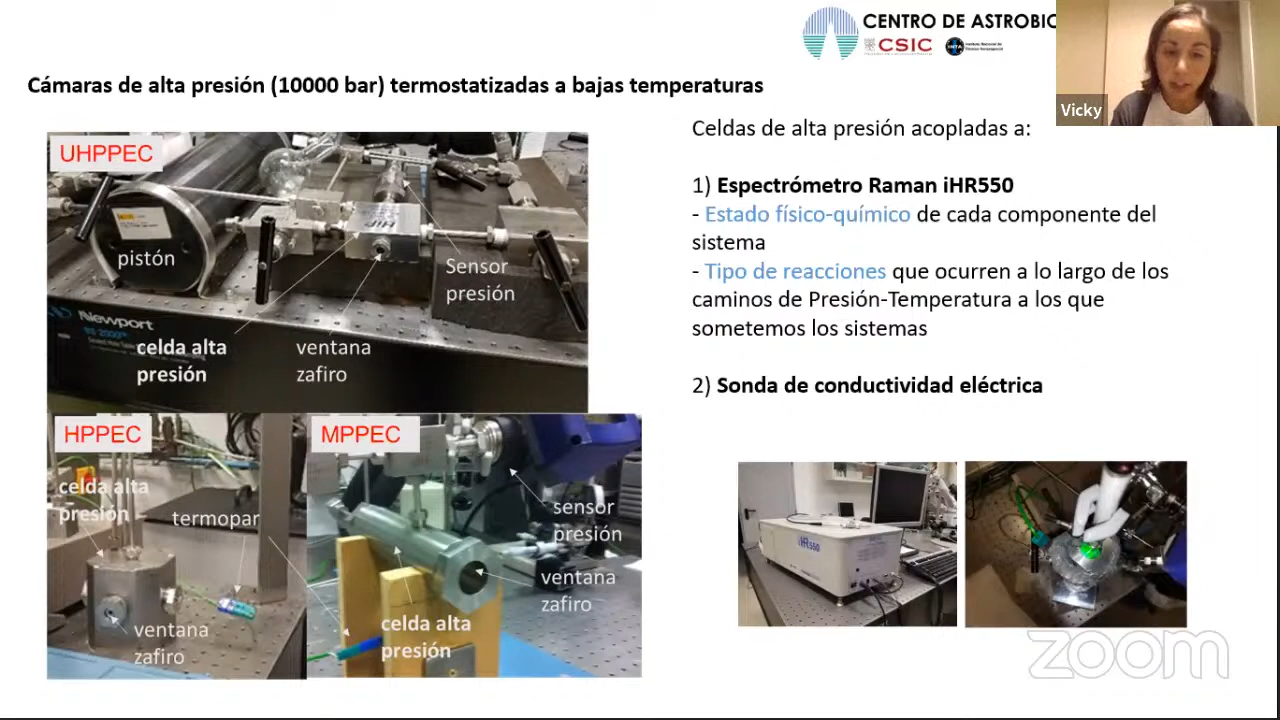 CENTRO DE ASTROBIO
CSIC
INTA
Vicky
Cámaras de alta presión (10000 bar) termostatizadas a bajas temperaturas
UHPPEC
pistón
Sensor
presión
Newport
celda alta
presión
ventana
zafiro
HPPEC
celda alta
presión
termopar
ventana
zafiro
MPPEC
sensor
presión
ventana
zafiro
celda alta
presión
Celdas de alta presión acopladas a:
1) Espectrómetro Raman iHR550
- Estado físico-químico de cada componente del
sistema
- Tipo de reacciones que ocurren a lo largo de los
caminos de Presión-Temperatura a los que
sometemos los sistemas
2) Sonda de conductividad eléctrica
iHR550
zoom